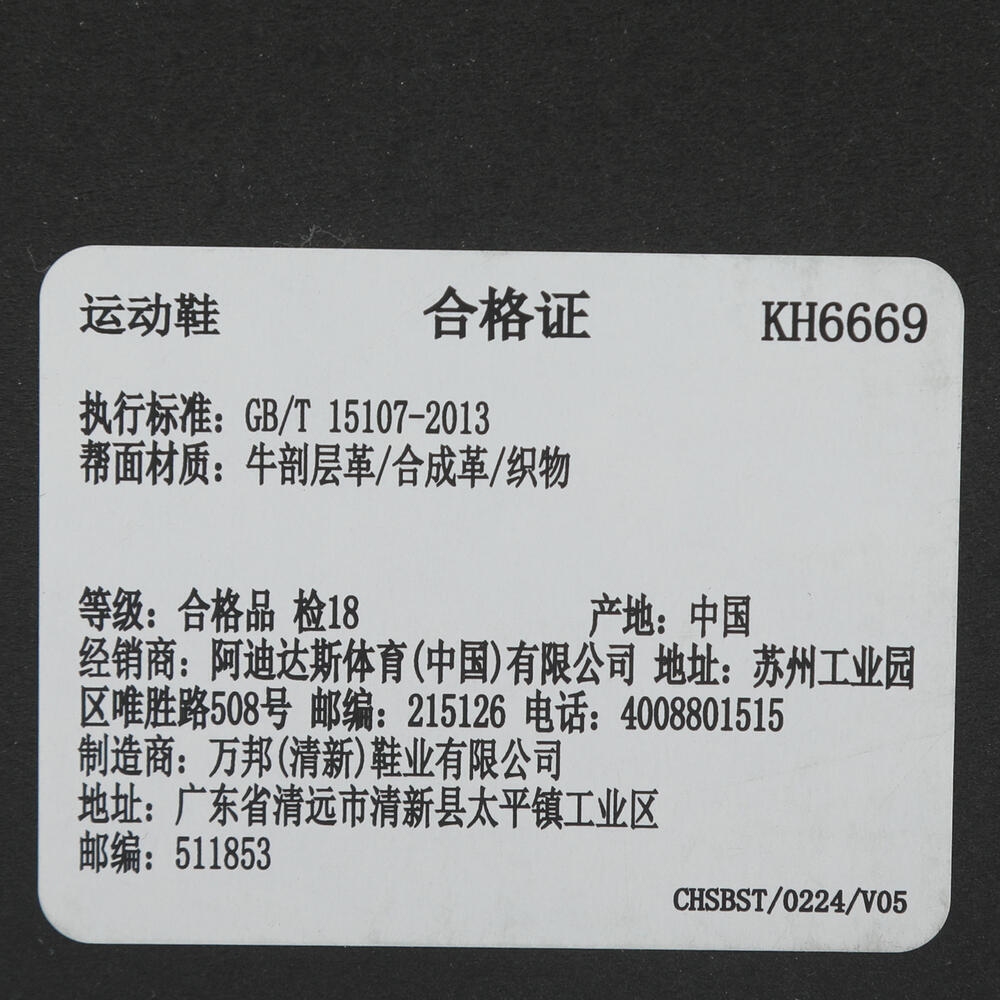 运动鞋 合格证 KH6669
执行标准：GB/T 15107-2013
帮面材质：牛剖层革/合成革/织物
等级：合格品 检18 产地：中国
经销商：阿迪达斯体育(中国)有限公司 地址：苏州工业园
区唯胜路508号 邮编：215126 电话：4008801515
制造商：万邦(清新)鞋业有限公司
地址：广东省清远市清新县太平镇工业区
邮编：511853
CHSBST/0224/V05